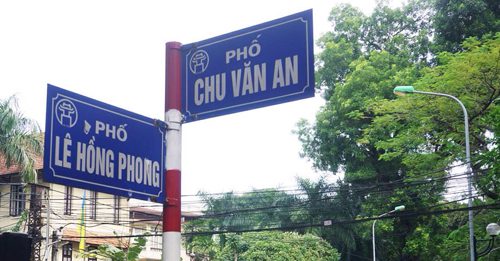 PHỐ
CHU VĂN AN
PHỐ
LÊ HỒNG PHONG